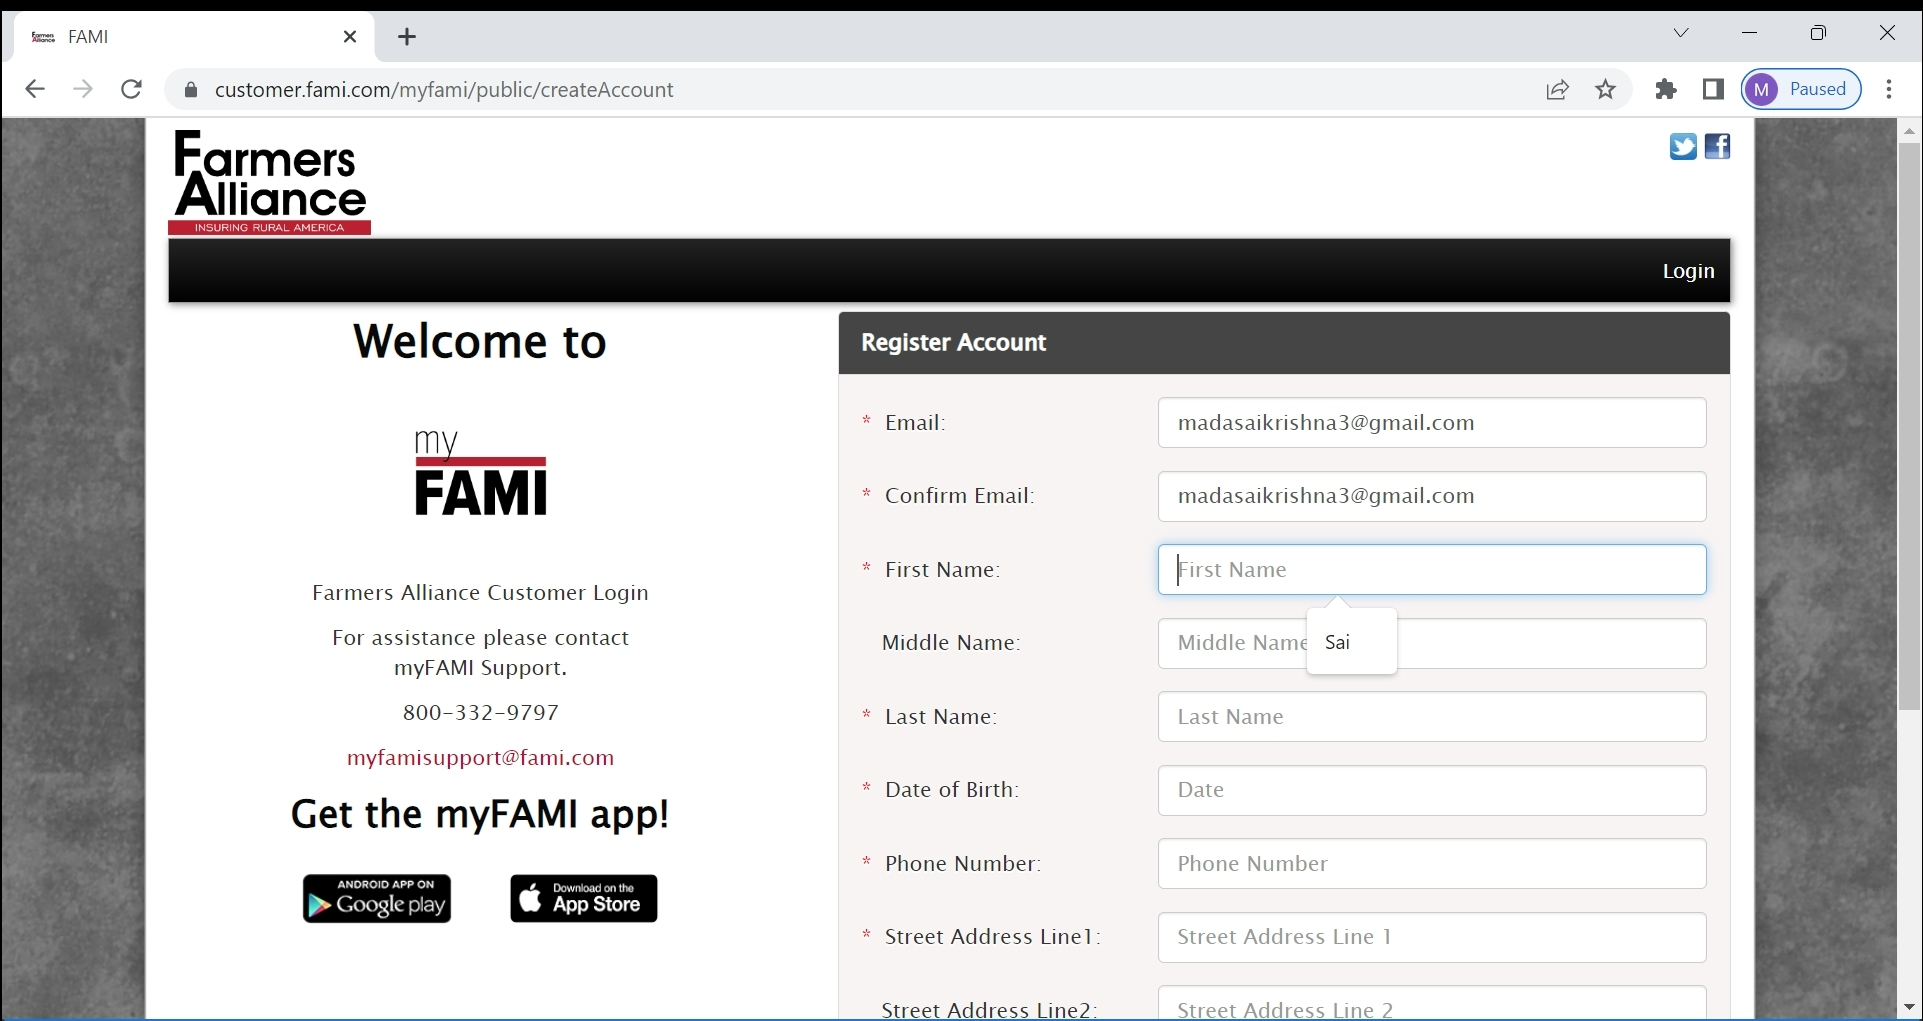 Farmers Alliance
FAMI
customer.fami.com/myfami/public/createAccount
M
Paused
Farmers
Alliance
INSURING RURAL AMERICA
Login
Welcome to
my
FAMI
Farmers Alliance Customer Login
For assistance please contact
myFAMI Support.
800-332-9797
myfamisupport@fami.com
Get the myFAMI app!
ANDROID APP ON
Google play
Download on the
App Store
Register Account
* Email:
madasaikrishna3@gmail.com
* Confirm Email:
madasaikrishna3@gmail.com
* First Name:
First Name
Sai
Middle Name:
Middle Name
* Last Name:
Last Name
* Date of Birth:
Date
* Phone Number:
Phone Number
* Street Address Line1:
Street Address Line 1
Street Address Line2:
Street Address Line 2